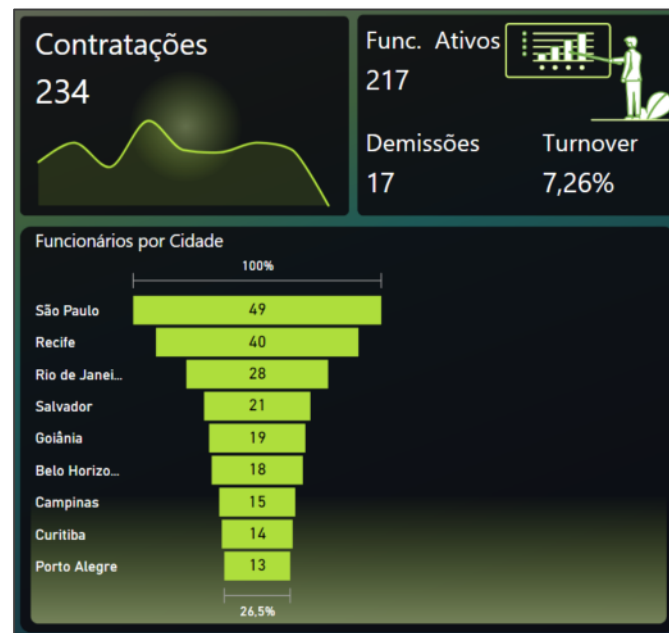 Contratações
234
Func. Ativos
217
Demissões
17
Turnover
7,26%
Funcionários por Cidade
100%
São Paulo 49
Recife 40
Rio de Janei... 28
Salvador 21
Goiânia 19
Belo Horizo... 18
Campinas 15
Curitiba 14
Porto Alegre 13
26,5%